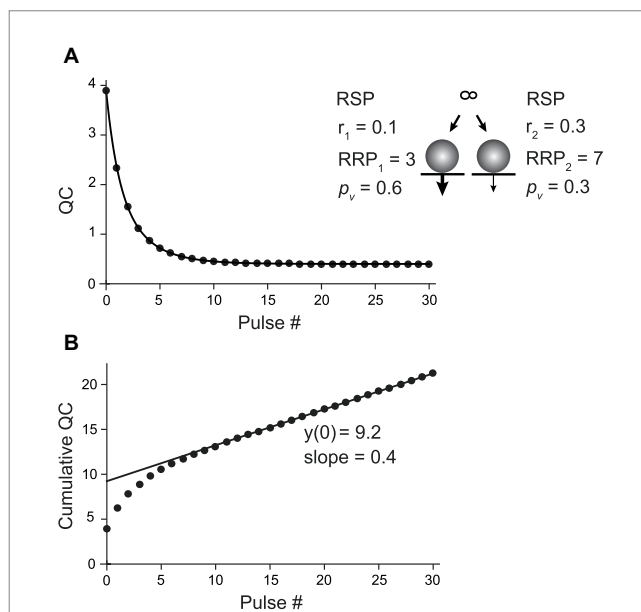 A
4
3
2
1
0
QC
0 5 10 15 20 25 30
Pulse #
RSP ∞ RSP
r₁ = 0.1 r₂ = 0.3
RRP₁ = 3 RRP₂ = 7
pᵥ = 0.6 pᵥ = 0.3
B
20
15
10
5
0
Cumulative QC
y(0) = 9.2
slope = 0.4
0 5 10 15 20 25 30
Pulse #